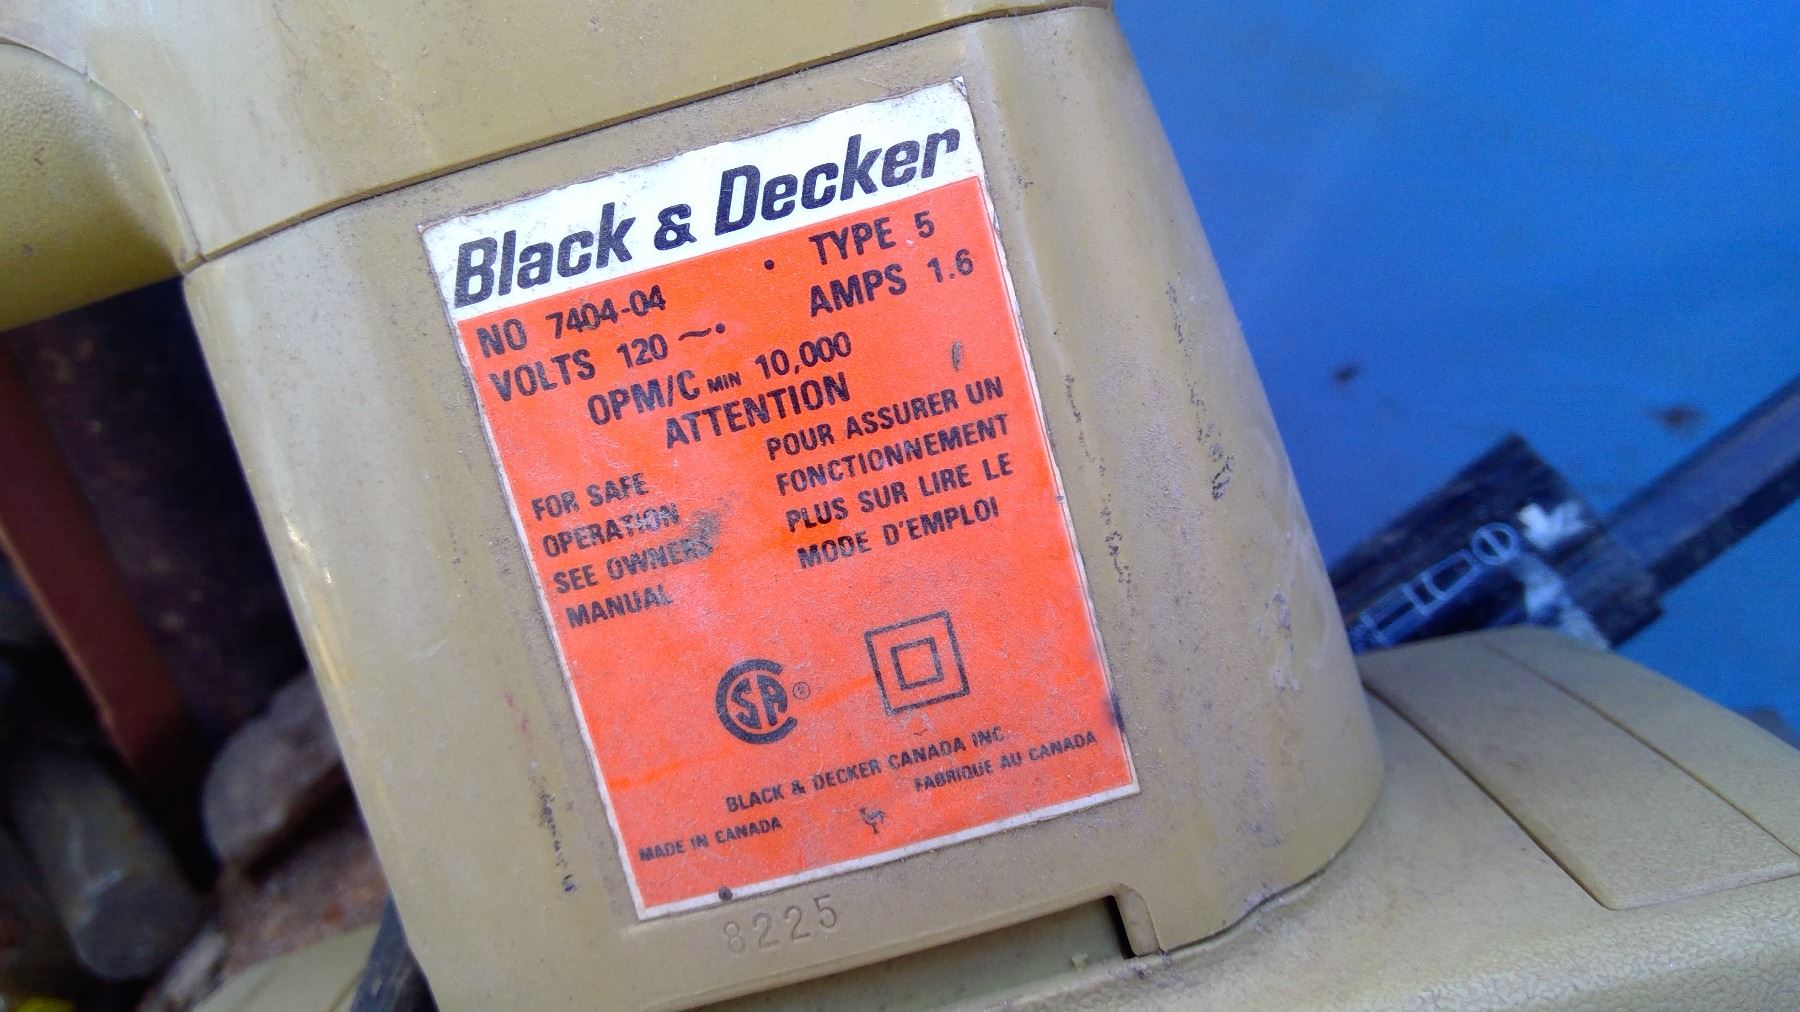 Black & Decker
NO 7404-04 • TYPE 5
VOLTS 120 ~• AMPS 1.6
OPM/C MIN 10,000
ATTENTION
FOR SAFE
OPERATION
SEE OWNERS
MANUAL
POUR ASSURER UN
FONCTIONNEMENT
PLUS SUR LIRE LE
MODE D'EMPLOI
CSA ®
BLACK & DECKER CANADA INC.
MADE IN CANADA FABRIQUE AU CANADA
8225